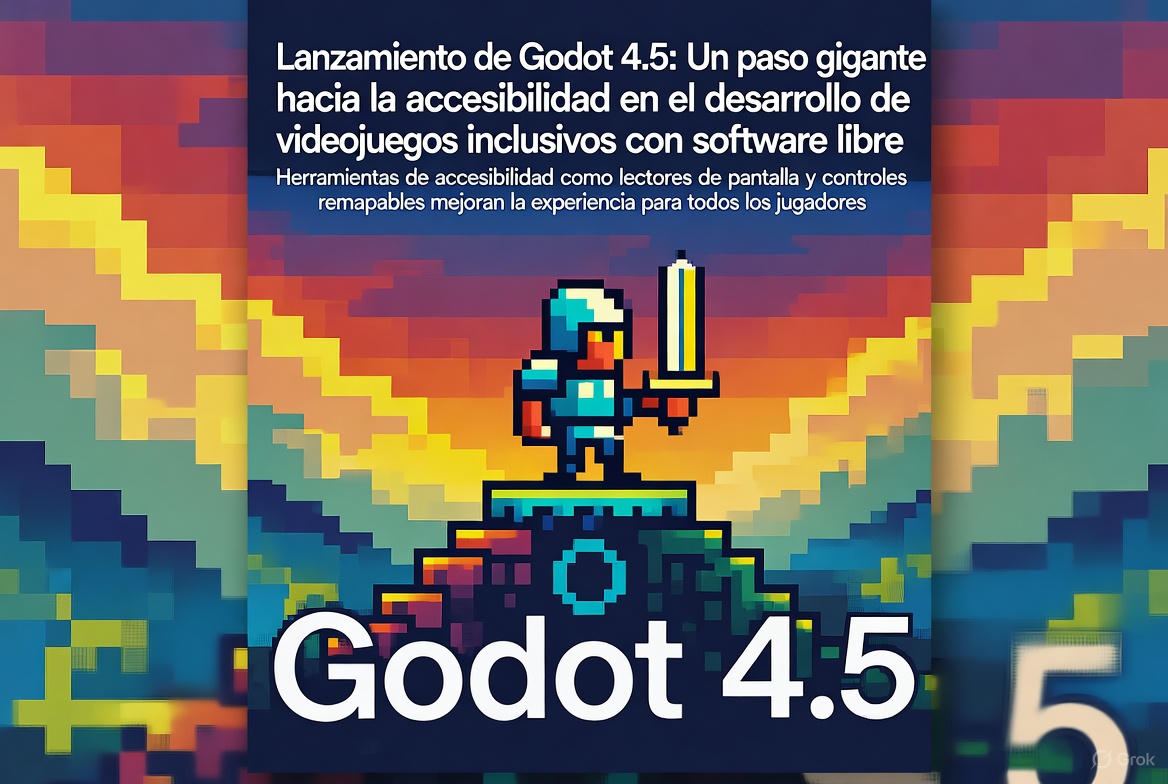 Lanzamiento de Godot 4.5: Un paso gigante
hacia la accesibilidad en el desarrollo de
videojuegos inclusivos con software libre
Herramientas de accesibilidad como lectores de pantalla y controles
remapables mejoran la experiencia para todos los jugadores
Godot 4.5
5
Grok